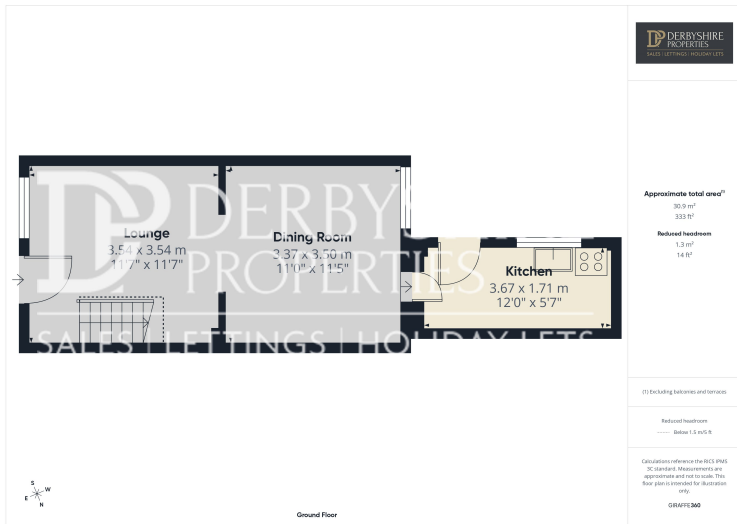 DERBYSHIRE
PROPERTIES
SALES | LETTINGS | HOLIDAY LETS
Approximate total area(1)
30.9 m²
333 ft²
Reduced headroom
1.3 m²
14 ft²
DERBY
PROPERTIES
SALES | LETTINGS | HOLIDAY LETS
Lounge
3.54 x 3.54 m
11'7" x 11'7"
Dining Room
3.37 x 3.50 m
11'0" x 11'5"
Kitchen
3.67 x 1.71 m
12'0" x 5'7"
(1) Excluding balconies and terraces
Reduced headroom
Below 1.5 m/5 ft
Calculations reference the RICS IPMS
3C standard. Measurements are
approximate and not to scale. This
floor plan is intended for illustration
only.
GIRAFFE360
S
W
E
N
Ground Floor